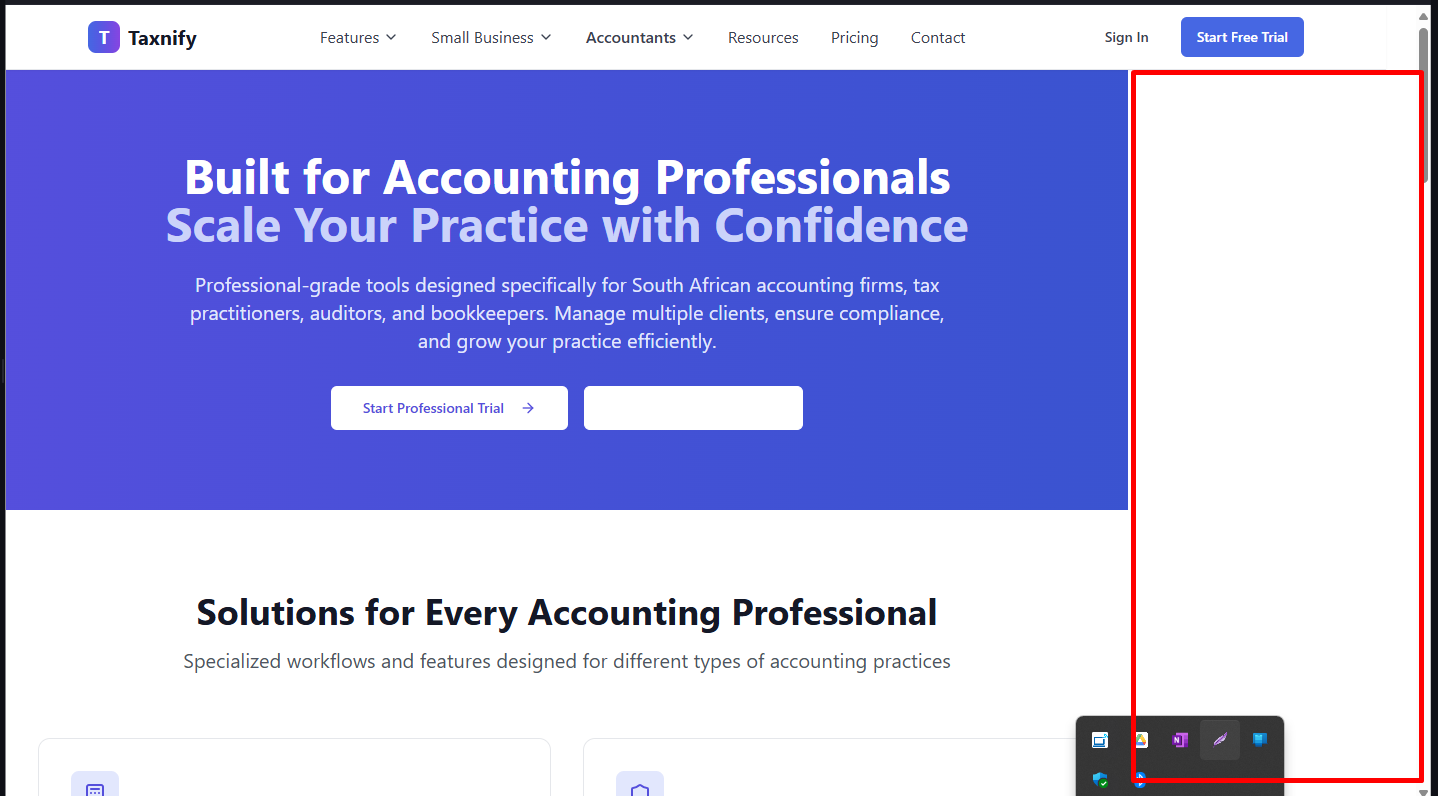 T Taxnify
Features Small Business Accountants Resources Pricing Contact Sign In Start Free Trial
Built for Accounting Professionals
Scale Your Practice with Confidence
Professional-grade tools designed specifically for South African accounting firms, tax
practitioners, auditors, and bookkeepers. Manage multiple clients, ensure compliance,
and grow your practice efficiently.
Start Professional Trial
Solutions for Every Accounting Professional
Specialized workflows and features designed for different types of accounting practices
N